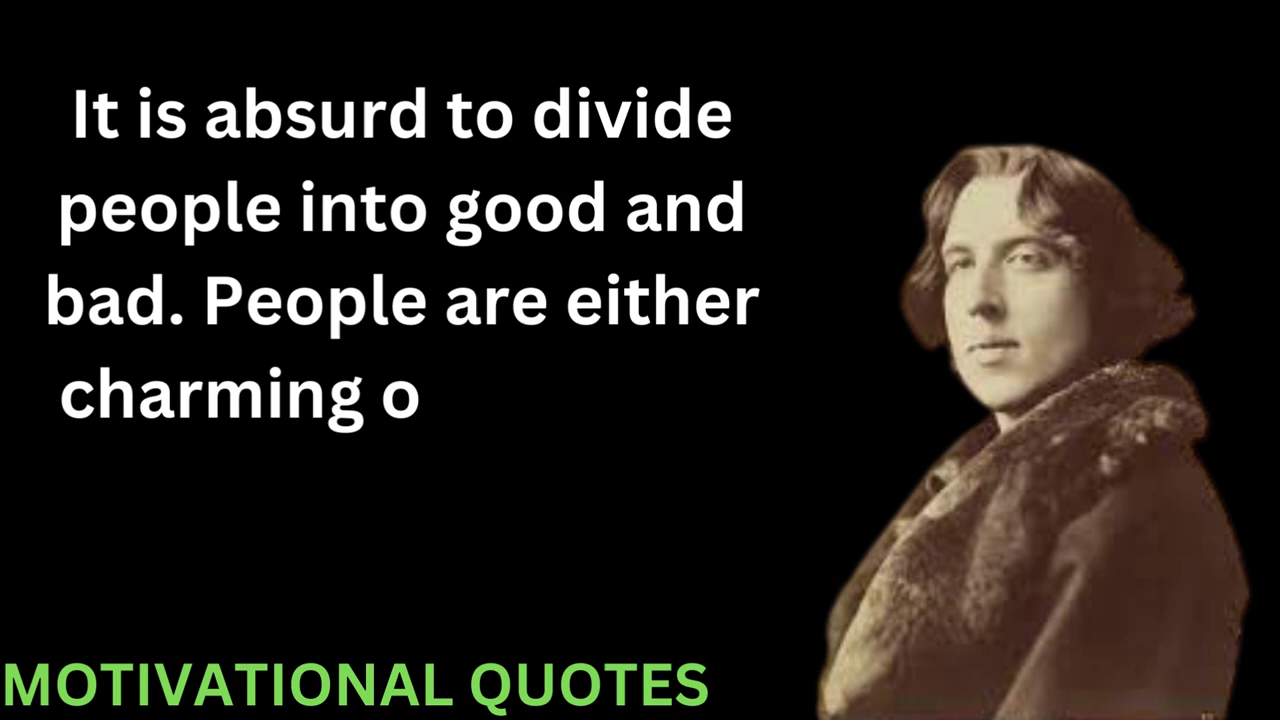 It is absurd to divide
people into good and
bad. People are either
charming o
MOTIVATIONAL QUOTES